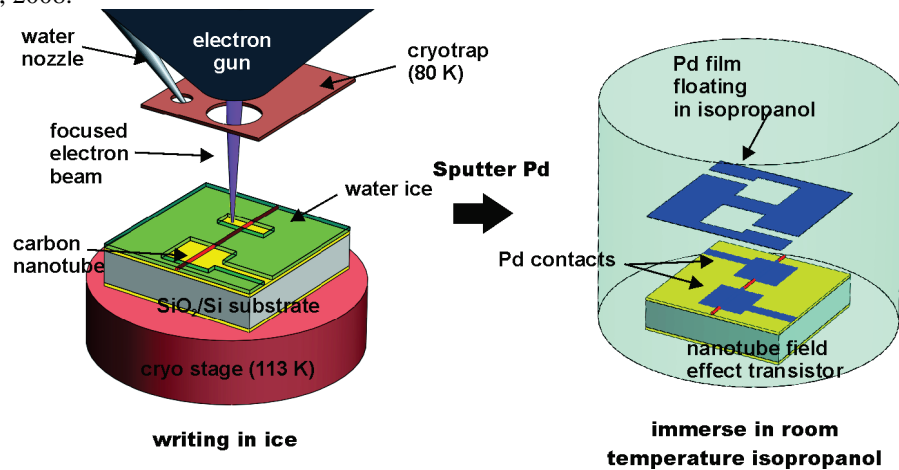 , 2008.
water
nozzle
electron
gun
cryotrap
(80 K)
focused
electron
beam
water ice
carbon
nanotube
SiO₂/Si substrate
cryo stage (113 K)
writing in ice
Sputter Pd
Pd film
floating
in isopropanol
Pd contacts
nanotube field
effect transistor
immerse in room
temperature isopropanol